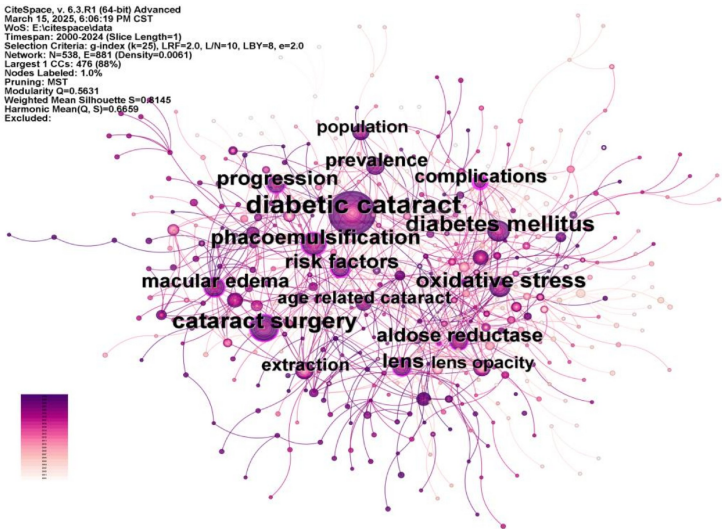 CiteSpace, v. 6.3.R1 (64-bit) Advanced
March 15, 2025, 6:06:19 PM CST
WoS: E:\citespace\data
Timespan: 2000-2024 (Slice Length=1)
Selection Criteria: g-index (k=25), LRF=2.0, L/N=10, LBY=8, e=2.0
Network: N=538, E=881 (Density=0.0061)
Largest 1 CCs: 476 (88%)
Nodes Labeled: 1.0%
Pruning: MST
Modularity Q=0.5631
Weighted Mean Silhouette S=0.8145
Harmonic Mean(Q, S)=0.6659
Excluded:
population
prevalence
progression
complications
diabetic cataract
diabetes mellitus
phacoemulsification
risk factors
macular edema
oxidative stress
age related cataract
cataract surgery
aldose reductase
extraction
lens
lens opacity